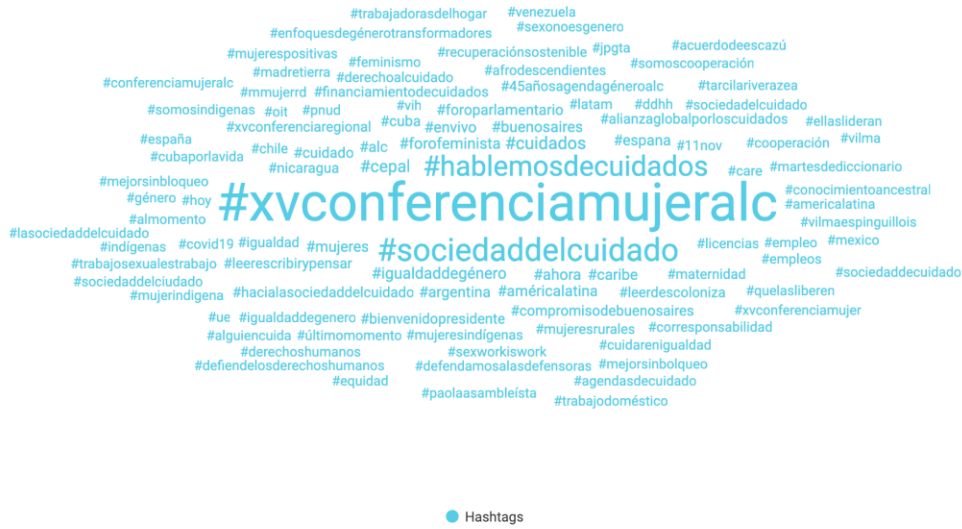 #trabajadorasdelhogar #venezuela
#enfoquesdegénerotransformadores #sexonoesgenero
#mujerespositivas #feminismo #recuperaciónsostenible #jpgta #acuerdodeescazú
#conferenciamujeralc #madretierra #derechoalcuidado #afrodescendientes #somoscooperación
#mmujerrd #financiamientodecuidados #45añosagendagéneroalc #tarcilariverazea
#somosindigenas #oit #pnud #vih #foroparlamentario #latam #ddhh #sociedadelcuidado
#xvconferenciaregional #cuba #envivo #buenosaires #alianzaglobalporloscuidados #ellaslideran
#españa #chile #cuidado #alc #forofeminista #cuidados #espana #11nov #cooperación #vilma
#cubaporlavida #nicaragua #cepal #hablemosdecuidados #care #martesdediccionario
#mejorsinbloqueo #xvconferenciamujeralc #conocimientoancestral
#género #hoy #americalatina
#almomento #vilmaespinguillois
#lasociedaddelcuidado #indígenas #covid19 #igualdad #mujeres #sociedaddelcuidado #licencias #empleo #mexico
#trabajosexualestrabajo #leerescribirypensar #empleos
#sociedaddelciudado #igualdaddegénero #ahora #caribe #maternidad #sociedaddecuidado
#mujerindigena #hacialasociedaddelcuidado #argentina #américalatina #leerdescoloniza #quelasliberen
#ue #igualdaddegenero #bienvenidopresidente #compromisodebuenosaires #xvconferenciamujer
#alguiencuida #últimomomento #mujeresindígenas #mujeresrurales #corresponsabilidad
#derechoshumanos #sexworkiswork #cuidarenigualdad
#defiendelosderechoshumanos #defendamosalasdefensoras #mejorsinbolqueo
#equidad #agendasdecuidado
#paolaasambleísta #trabajodoméstico
Hashtags